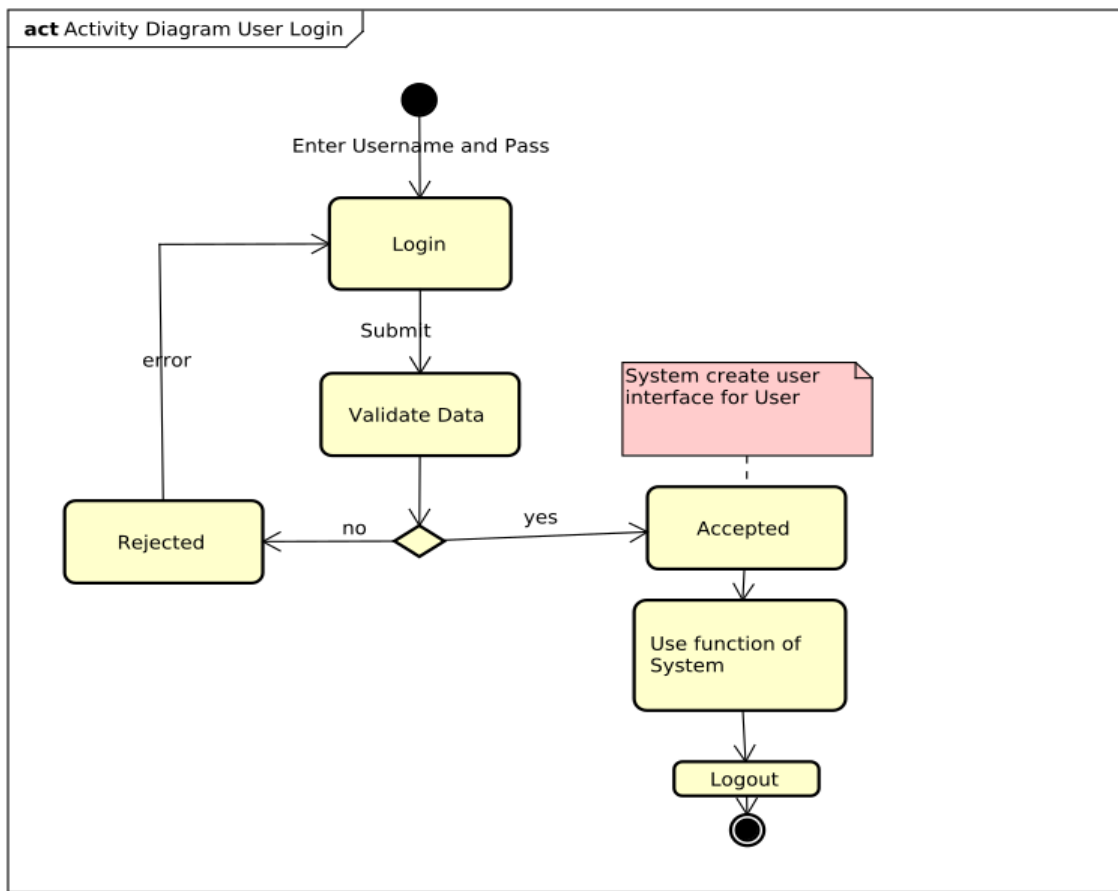 act Activity Diagram User Login
Enter Username and Pass
Login
Submit
error
System create user
interface for User
Validate Data
no
yes
Accepted
Rejected
Use function of
System
Logout